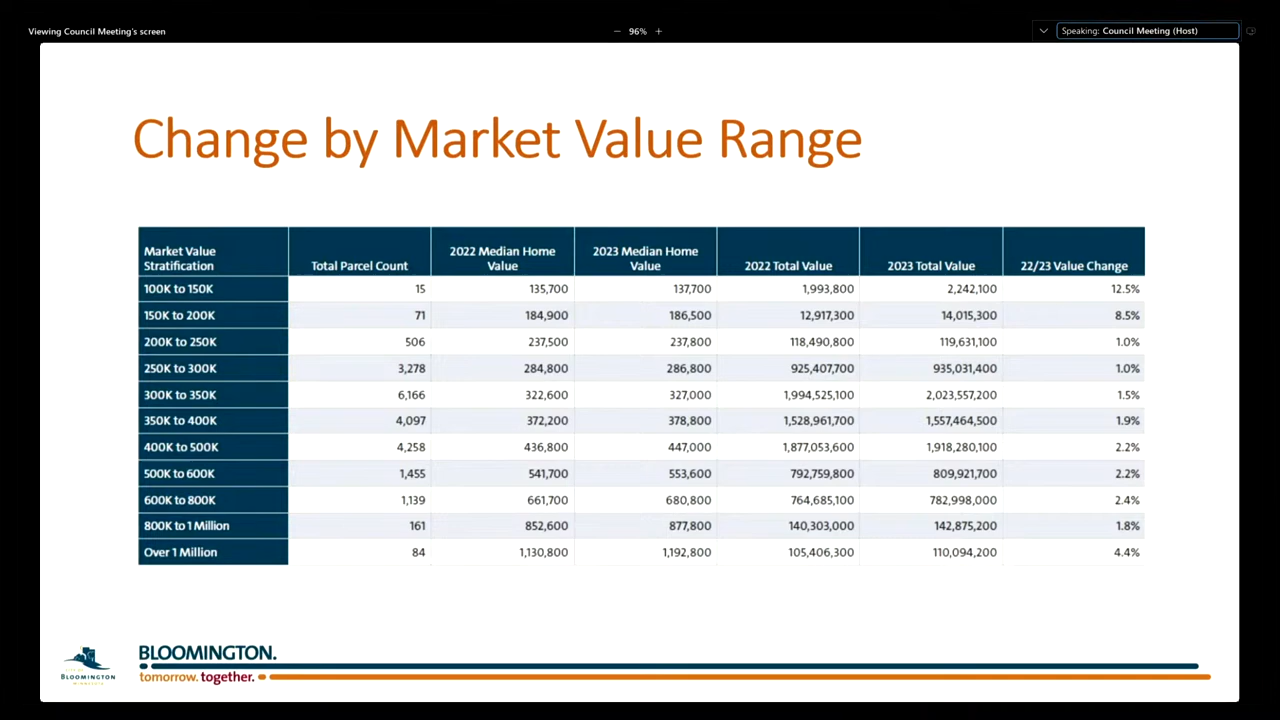 Viewing Council Meeting's screen
− 96% +
Speaking: Council Meeting (Host)
Change by Market Value Range
Market Value Stratification Total Parcel Count 2022 Median Home Value 2023 Median Home Value 2022 Total Value 2023 Total Value 22/23 Value Change
100K to 150K 15 135,700 137,700 1,993,800 2,242,100 12.5%
150K to 200K 71 184,900 186,500 12,917,300 14,015,300 8.5%
200K to 250K 506 237,500 237,800 118,490,800 119,631,100 1.0%
250K to 300K 3,278 284,800 286,800 925,407,700 935,031,400 1.0%
300K to 350K 6,166 322,600 327,000 1,994,525,100 2,023,557,200 1.5%
350K to 400K 4,097 372,200 378,800 1,528,961,700 1,557,464,500 1.9%
400K to 500K 4,258 436,800 447,000 1,877,053,600 1,918,280,100 2.2%
500K to 600K 1,455 541,700 553,600 792,759,800 809,921,700 2.2%
600K to 800K 1,139 661,700 680,800 764,685,100 782,998,000 2.4%
800K to 1 Million 161 852,600 877,800 140,303,000 142,875,200 1.8%
Over 1 Million 84 1,130,800 1,192,800 105,406,300 110,094,200 4.4%
BLOOMINGTON.
tomorrow. together.
BLOOMINGTON